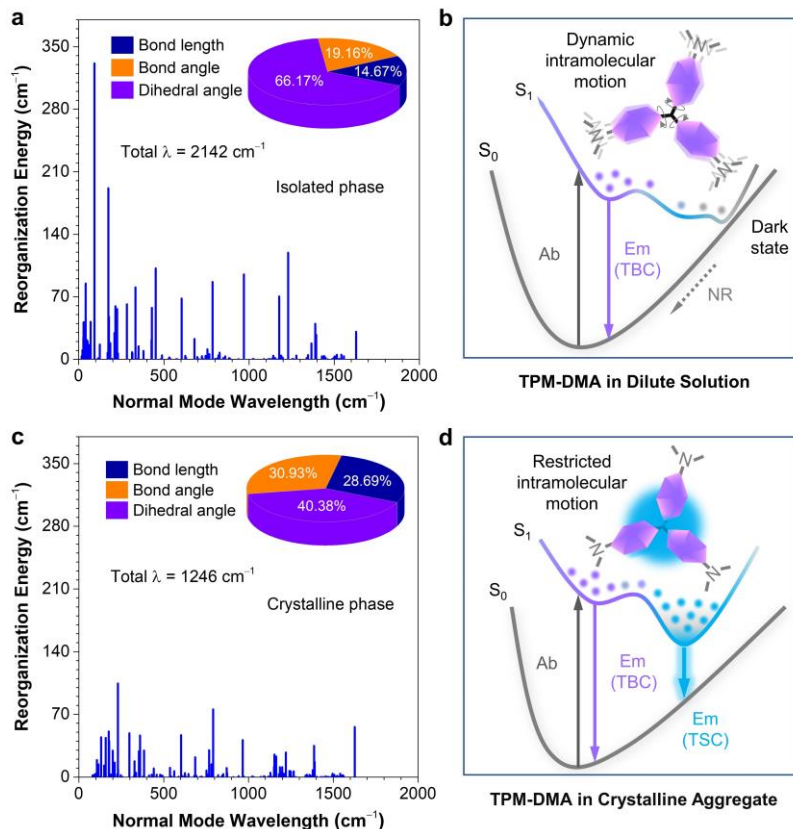 a
Reorganization Energy (cm⁻¹)
360
280
210
140
70
0
Bond length
Bond angle
Dihedral angle
19.16%
14.67%
66.17%
Total λ = 2142 cm⁻¹
Isolated phase
0 500 1000 1500 2000
Normal Mode Wavelength (cm⁻¹)
b
Dynamic
intramolecular
motion
N
N
N
S₁
S₀
Ab
Em
(TBC)
Dark
state
NR
TPM-DMA in Dilute Solution
c
Reorganization Energy (cm⁻¹)
350
280
210
140
70
0
Bond length
Bond angle
Dihedral angle
30.93%
28.69%
40.38%
Total λ = 1246 cm⁻¹
Crystalline phase
0 500 1000 1500 2000
Normal Mode Wavelength (cm⁻¹)
d
Restricted
intramolecular
motion
N
N
N
S₁
S₀
Ab
Em
(TBC)
Em
(TSC)
TPM-DMA in Crystalline Aggregate